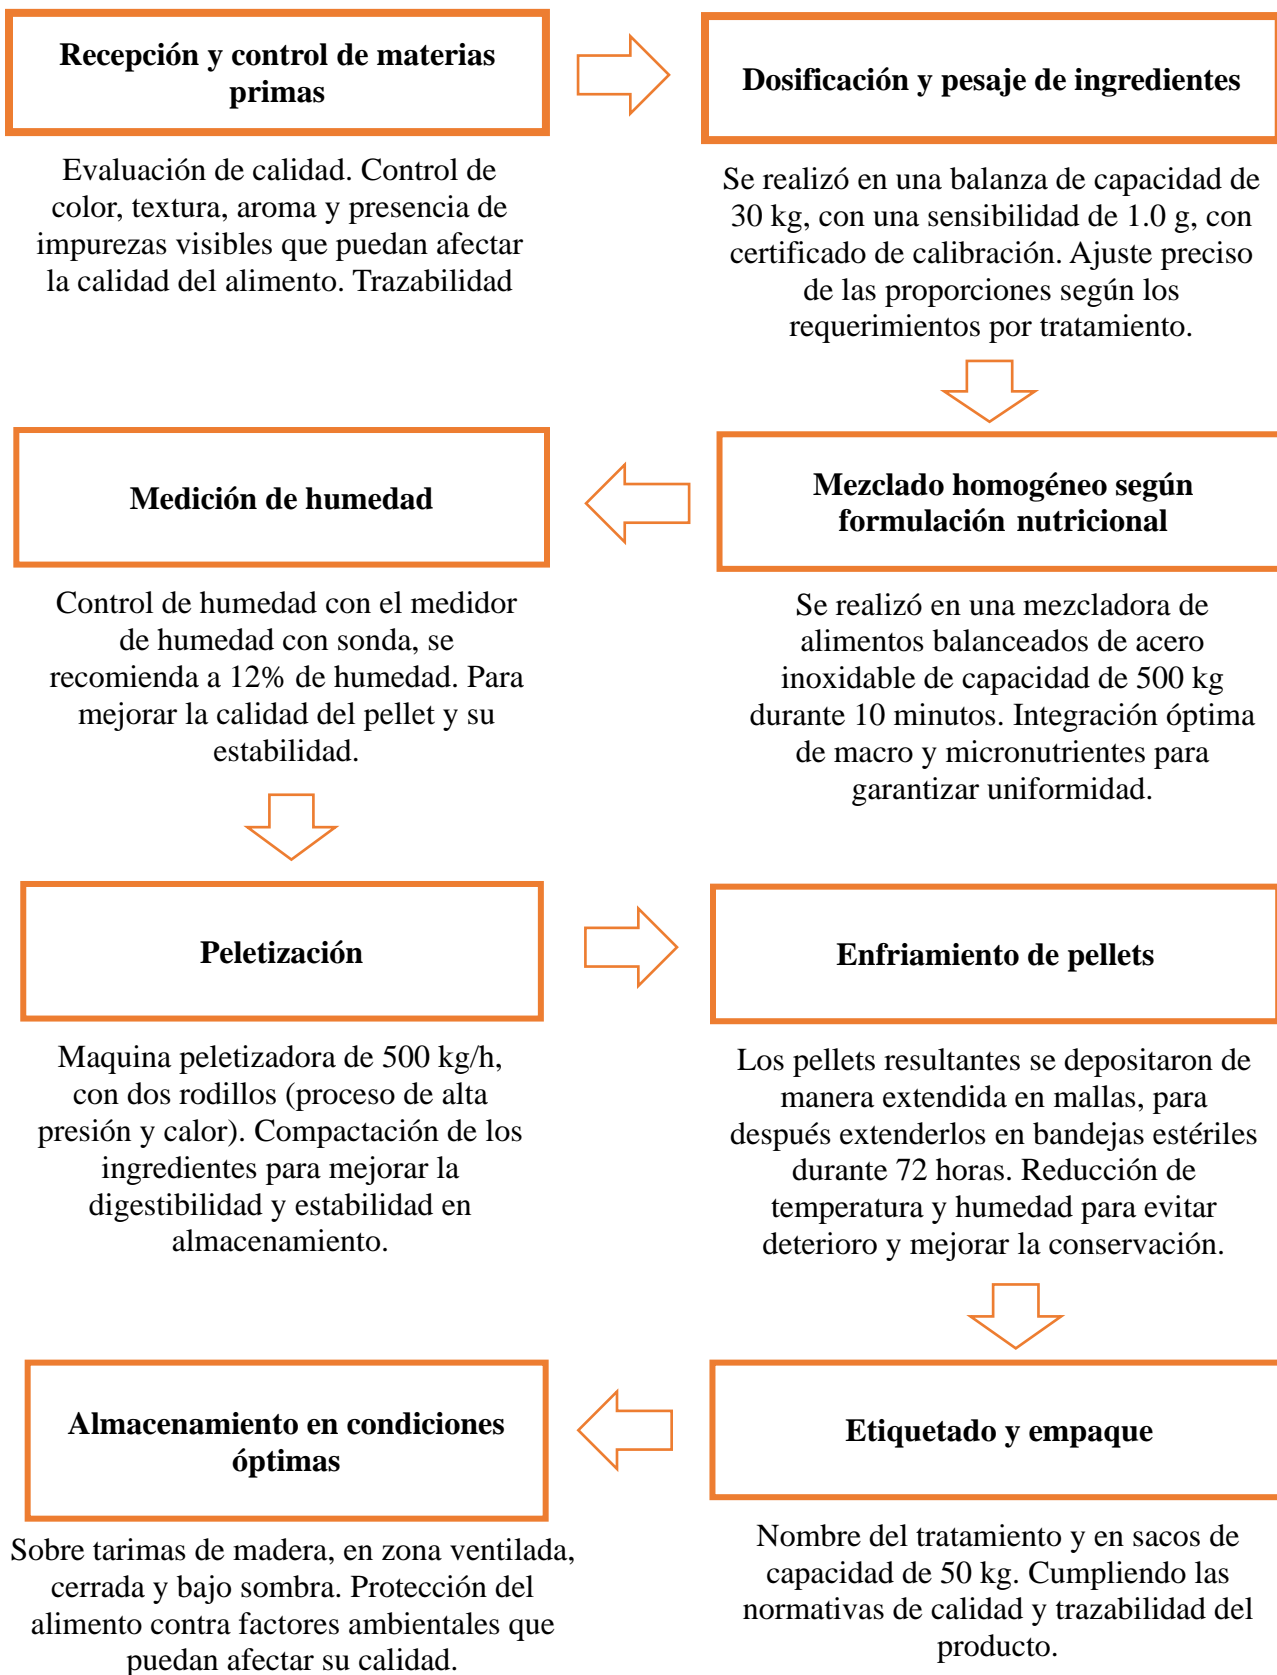 Recepción y control de materias
primas
Evaluación de calidad. Control de
color, textura, aroma y presencia de
impurezas visibles que puedan afectar
la calidad del alimento. Trazabilidad
Dosificación y pesaje de ingredientes
Se realizó en una balanza de capacidad de
30 kg, con una sensibilidad de 1.0 g, con
certificado de calibración. Ajuste preciso
de las proporciones según los
requerimientos por tratamiento.
Mezclado homogéneo según
formulación nutricional
Se realizó en una mezcladora de
alimentos balanceados de acero
inoxidable de capacidad de 500 kg
durante 10 minutos. Integración óptima
de macro y micronutrientes para
garantizar uniformidad.
Medición de humedad
Control de humedad con el medidor
de humedad con sonda, se
recomienda a 12% de humedad. Para
mejorar la calidad del pellet y su
estabilidad.
Peletización
Maquina peletizadora de 500 kg/h,
con dos rodillos (proceso de alta
presión y calor). Compactación de los
ingredientes para mejorar la
digestibilidad y estabilidad en
almacenamiento.
Enfriamiento de pellets
Los pellets resultantes se depositaron de
manera extendida en mallas, para
después extenderlos en bandejas estériles
durante 72 horas. Reducción de
temperatura y humedad para evitar
deterioro y mejorar la conservación.
Etiquetado y empaque
Nombre del tratamiento y en sacos de
capacidad de 50 kg. Cumpliendo las
normativas de calidad y trazabilidad del
producto.
Almacenamiento en condiciones
óptimas
Sobre tarimas de madera, en zona ventilada,
cerrada y bajo sombra. Protección del
alimento contra factores ambientales que
puedan afectar su calidad.